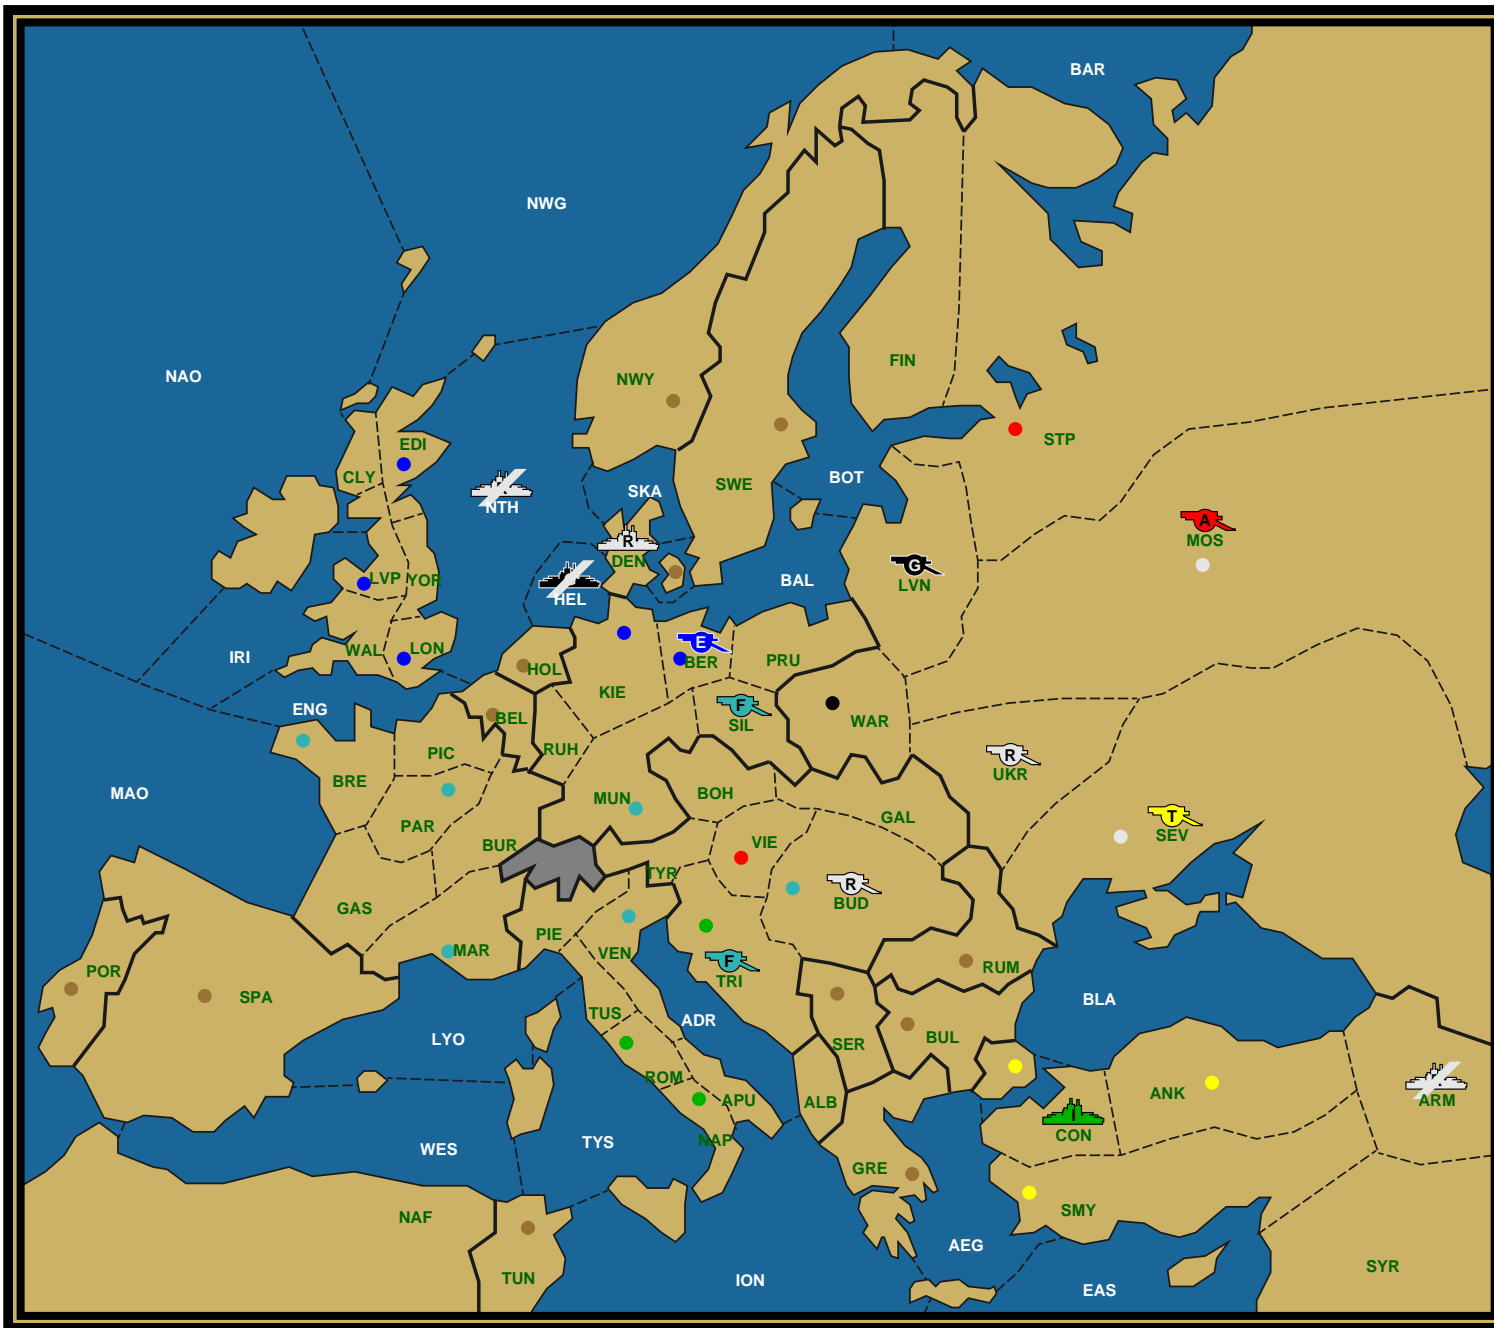 BAR
NWG
NAO
FIN
NWY
STP
EDI
CLY
SWE
BOT
SKA
NTH
A
MOS
R
DEN
G
LVN
LVP
YOR
HEL
BAL
E
BER
PRU
WAL
LON
IRI
HOL
KIE
F
SIL
ENG
BEL
WAR
PIC
RUH
R
UKR
BRE
MAO
MUN
BOH
T
SEV
PAR
GAL
BUR
VIE
TYR
R
BUD
GAS
PIE
VEN
MAR
F
TRI
RUM
POR
SPA
BLA
TUS
ADR
LYO
SER
BUL
ROM
APU
ALB
ANK
ARM
I
CON
WES
TYS
NAP
GRE
NAF
SMY
AEG
SYR
TUN
ION
EAS